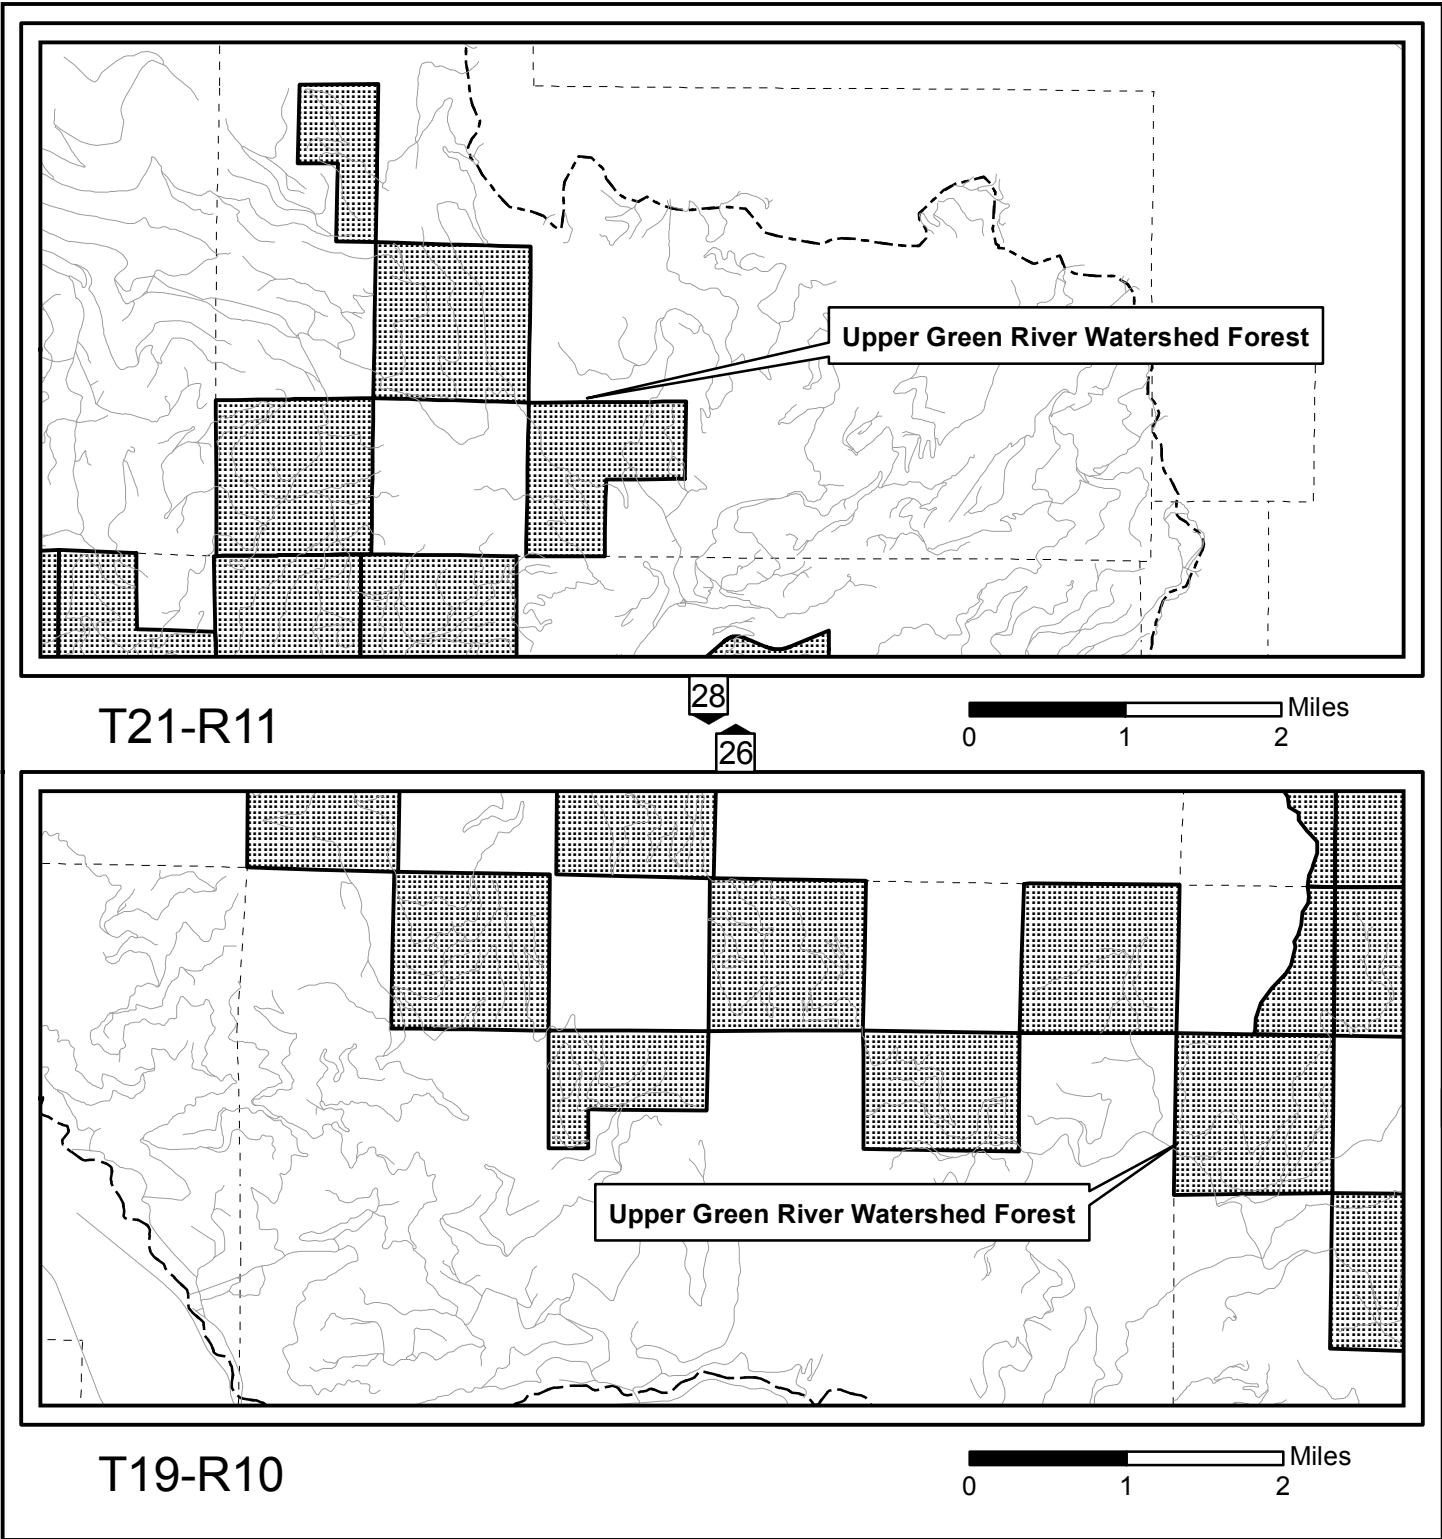 Upper Green River Watershed Forest
T21-R11
28
26
Miles
0 1 2
Upper Green River Watershed Forest
T19-R10
Miles
0 1 2